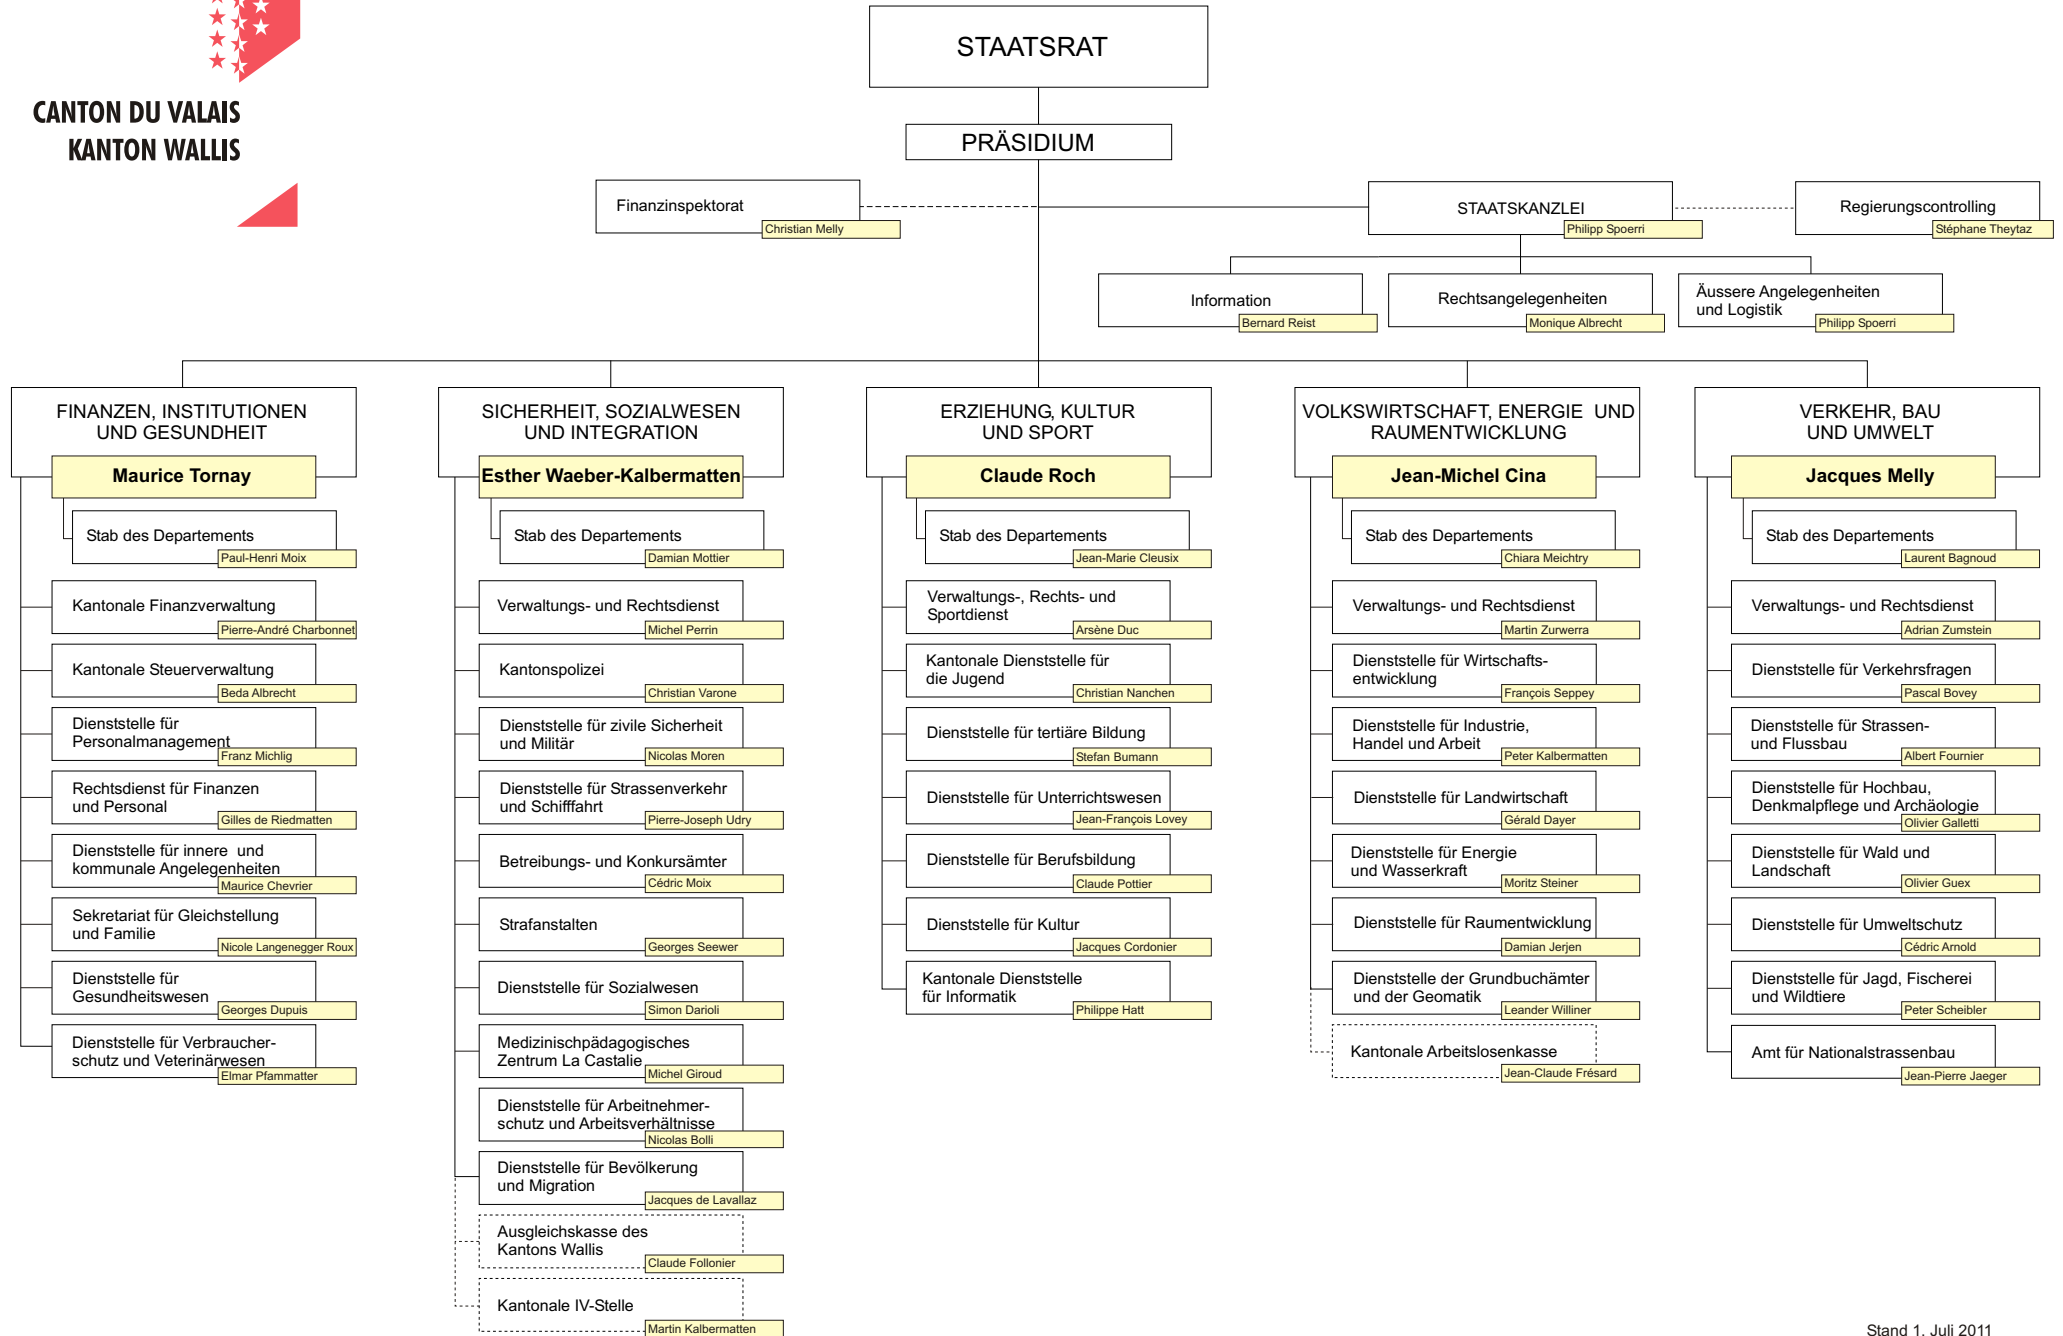 CANTON DU VALAIS
KANTON WALLIS
STAATSRAT
PRÄSIDIUM
Finanzinspektorat
Christian Melly
STAATSKANZLEI
Philipp Spoerri
Regierungscontrolling
Stéphane Theytaz
Information
Bernard Reist
Rechtsangelegenheiten
Monique Albrecht
Äussere Angelegenheiten
und Logistik
Philipp Spoerri
FINANZEN, INSTITUTIONEN
UND GESUNDHEIT
Maurice Tornay
Stab des Departements
Paul-Henri Moix
Kantonale Finanzverwaltung
Pierre-André Charbonnet
Kantonale Steuerverwaltung
Beda Albrecht
Dienststelle für
Personalmanagement
Franz Michlig
Rechtsdienst für Finanzen
und Personal
Gilles de Riedmatten
Dienststelle für innere und
kommunale Angelegenheiten
Maurice Chevrier
Sekretariat für Gleichstellung
und Familie
Nicole Langenegger Roux
Dienststelle für
Gesundheitswesen
Georges Dupuis
Dienststelle für Verbraucher-
schutz und Veterinärwesen
Elmar Pfammatter
SICHERHEIT, SOZIALWESEN
UND INTEGRATION
Esther Waeber-Kalbermatten
Stab des Departements
Damian Mottier
Verwaltungs- und Rechtsdienst
Michel Perrin
Kantonspolizei
Christian Varone
Dienststelle für zivile Sicherheit
und Militär
Nicolas Moren
Dienststelle für Strassenverkehr
und Schifffahrt
Pierre-Joseph Udry
Betreibungs- und Konkursämter
Cédric Moix
Strafanstalten
Georges Seewer
Dienststelle für Sozialwesen
Simon Darioli
Medizinischpädagogisches
Zentrum La Castalie
Michel Giroud
Dienststelle für Arbeitnehmer-
schutz und Arbeitsverhältnisse
Nicolas Bolli
Dienststelle für Bevölkerung
und Migration
Jacques de Lavallaz
Ausgleichskasse des
Kantons Wallis
Claude Follonier
Kantonale IV-Stelle
Martin Kalbermatten
ERZIEHUNG, KULTUR
UND SPORT
Claude Roch
Stab des Departements
Jean-Marie Cleusix
Verwaltungs-, Rechts- und
Sportdienst
Arsène Duc
Kantonale Dienststelle für
die Jugend
Christian Nanchen
Dienststelle für tertiäre Bildung
Stefan Bumann
Dienststelle für Unterrichtswesen
Jean-François Lovey
Dienststelle für Berufsbildung
Claude Pottier
Dienststelle für Kultur
Jacques Cordonier
Kantonale Dienststelle
für Informatik
Philippe Hatt
VOLKSWIRTSCHAFT, ENERGIE UND
RAUMENTWICKLUNG
Jean-Michel Cina
Stab des Departements
Chiara Meichtry
Verwaltungs- und Rechtsdienst
Martin Zurwerra
Dienststelle für Wirtschafts-
entwicklung
François Seppey
Dienststelle für Industrie,
Handel und Arbeit
Peter Kalbermatten
Dienststelle für Landwirtschaft
Gérald Dayer
Dienststelle für Energie
und Wasserkraft
Moritz Steiner
Dienststelle für Raumentwicklung
Damian Jerjen
Dienststelle der Grundbuchämter
und der Geomatik
Leander Williner
Kantonale Arbeitslosenkasse
Jean-Claude Frésard
VERKEHR, BAU
UND UMWELT
Jacques Melly
Stab des Departements
Laurent Bagnoud
Verwaltungs- und Rechtsdienst
Adrian Zumstein
Dienststelle für Verkehrsfragen
Pascal Bovey
Dienststelle für Strassen-
und Flussbau
Albert Fournier
Dienststelle für Hochbau,
Denkmalpflege und Archäologie
Olivier Galletti
Dienststelle für Wald und
Landschaft
Olivier Guex
Dienststelle für Umweltschutz
Cédric Arnold
Dienststelle für Jagd, Fischerei
und Wildtiere
Peter Scheibler
Amt für Nationalstrassenbau
Jean-Pierre Jaeger
Stand 1. Juli 2011